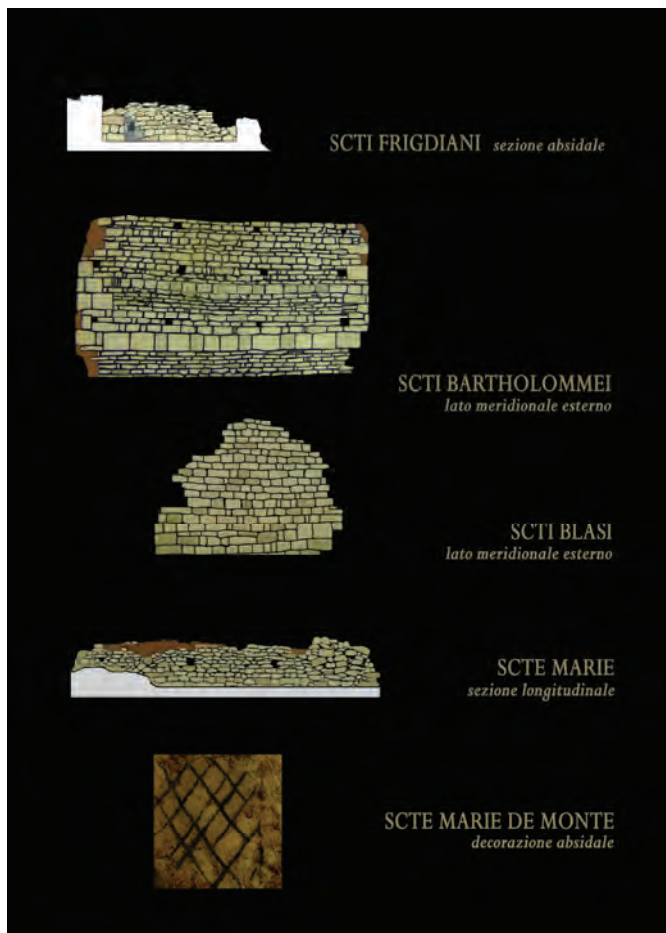 SCTI FRIGDIANI sezione absidale
SCTI BARTHOLOMMEI
lato meridionale esterno
SCTI BLASI
lato meridionale esterno
SCTE MARIE
sezione longitudinale
SCTE MARIE DE MONTE
decorazione absidale